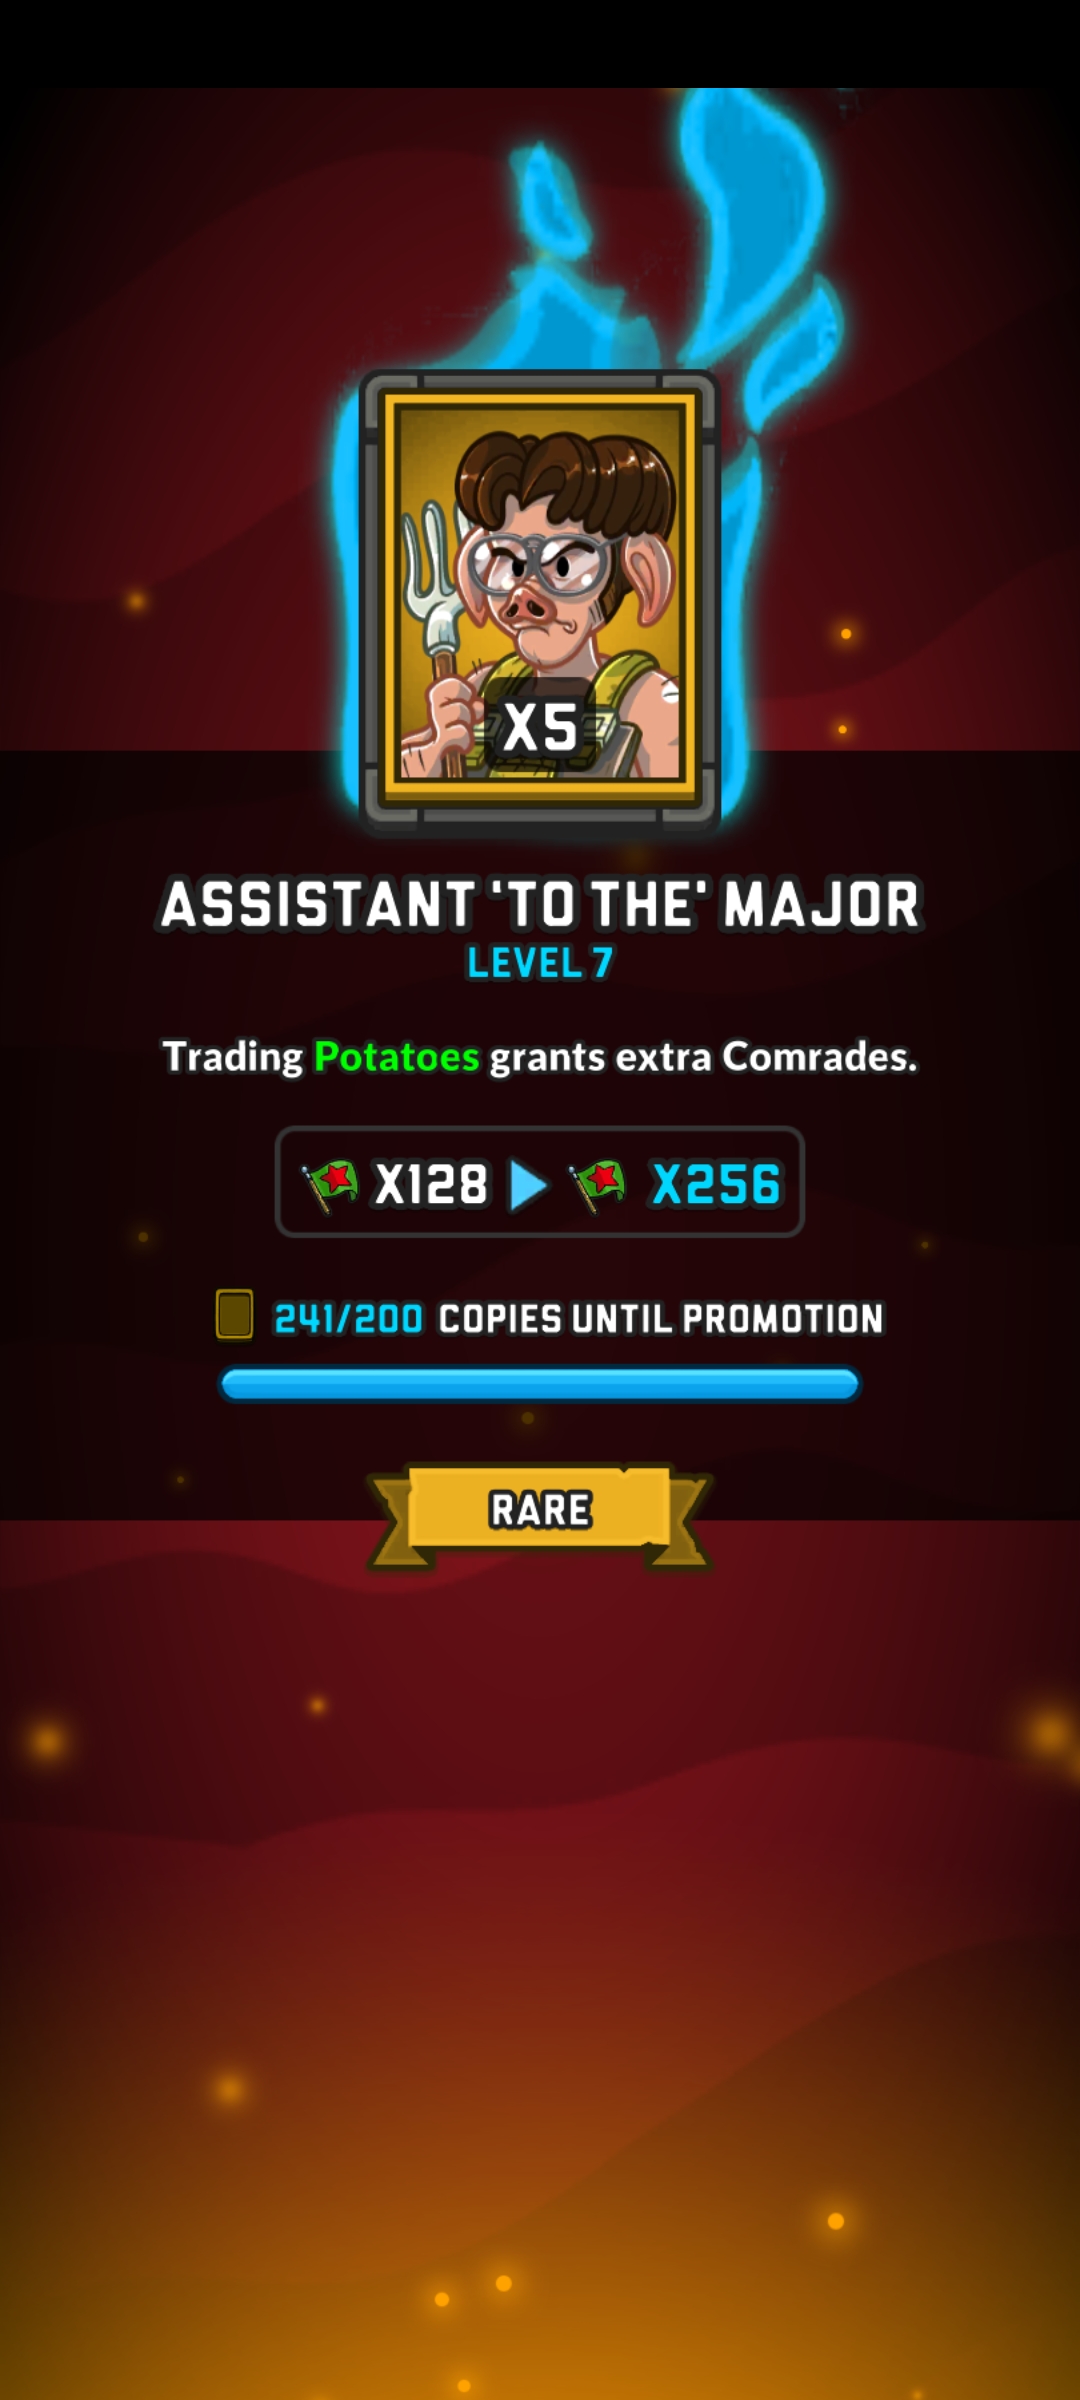 X5
ASSISTANT 'TO THE' MAJOR
LEVEL 7
Trading Potatoes grants extra Comrades.
X128 X256
241/200 COPIES UNTIL PROMOTION
RARE